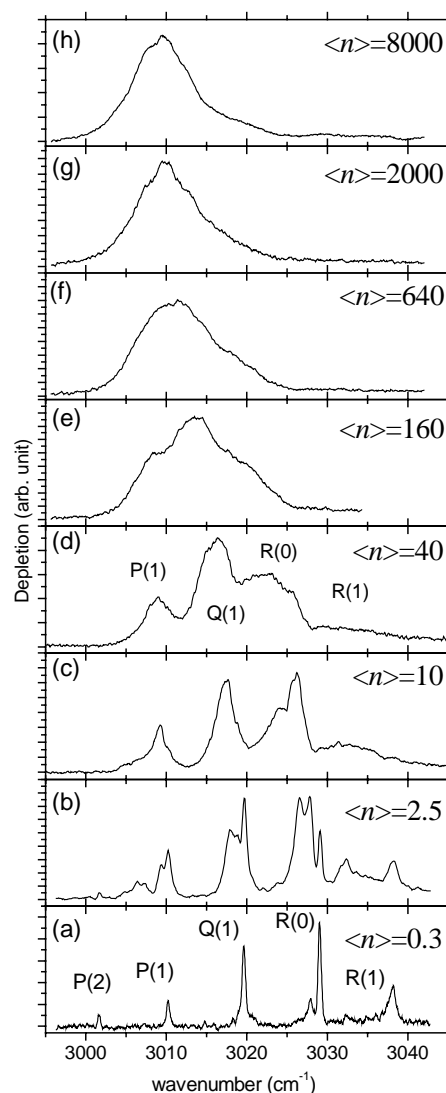 (h) <n>=8000
(g) <n>=2000
(f) <n>=640
(e) <n>=160
(d) <n>=40
P(1) Q(1) R(0) R(1)
(c) <n>=10
(b) <n>=2.5
(a) <n>=0.3
P(2) P(1) Q(1) R(0) R(1)
Depletion (arb. unit)
3000 3010 3020 3030 3040
wavenumber (cm⁻¹)